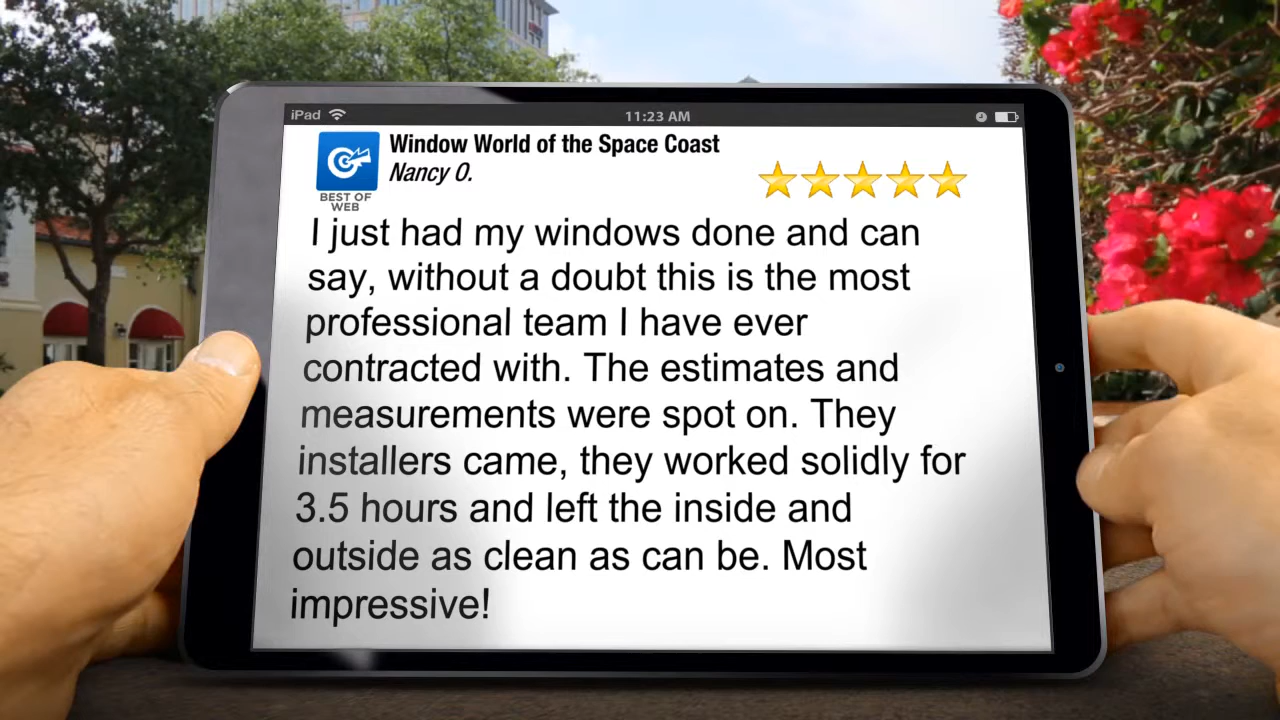 iPad 11:23 AM
Window World of the Space Coast
Nancy O.
BEST OF
WEB
I just had my windows done and can
say, without a doubt this is the most
professional team I have ever
contracted with. The estimates and
measurements were spot on. They
installers came, they worked solidly for
3.5 hours and left the inside and
outside as clean as can be. Most
impressive!